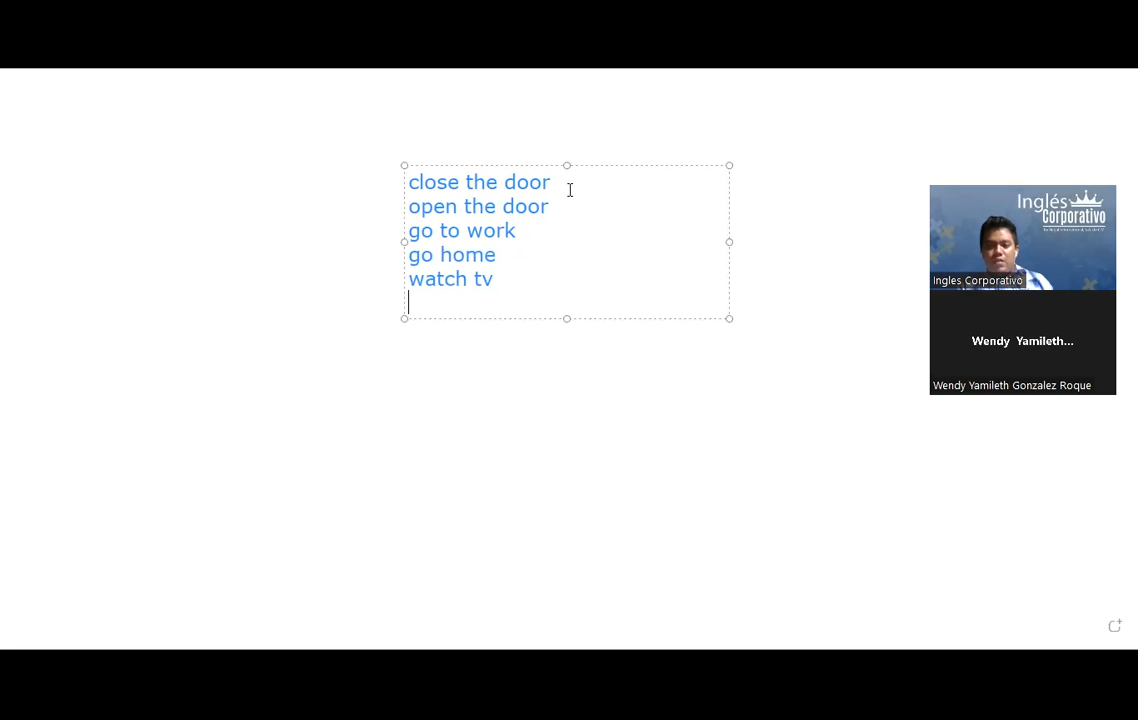 close the door
open the door
go to work
go home
watch tv
Inglés
Corporativo
Ingles Corporativo
Wendy Yamileth...
Wendy Yamileth Gonzalez Roque